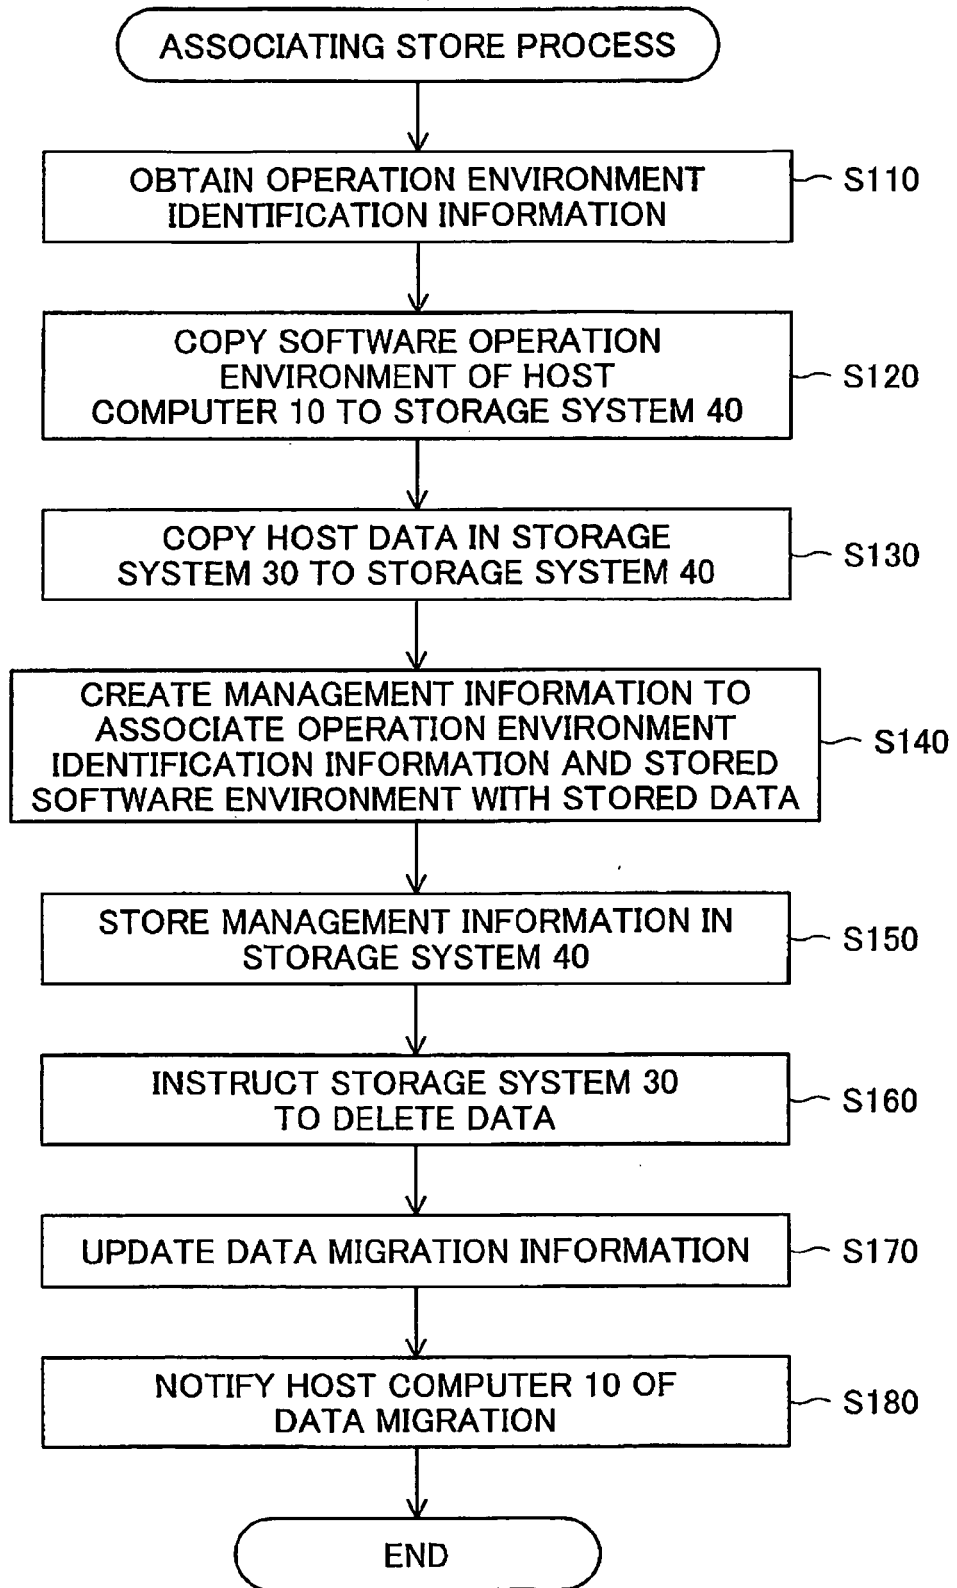 ASSOCIATING STORE PROCESS
OBTAIN OPERATION ENVIRONMENT
IDENTIFICATION INFORMATION
S110
COPY SOFTWARE OPERATION
ENVIRONMENT OF HOST
COMPUTER 10 TO STORAGE SYSTEM 40
S120
COPY HOST DATA IN STORAGE
SYSTEM 30 TO STORAGE SYSTEM 40
S130
CREATE MANAGEMENT INFORMATION TO
ASSOCIATE OPERATION ENVIRONMENT
IDENTIFICATION INFORMATION AND STORED
SOFTWARE ENVIRONMENT WITH STORED DATA
S140
STORE MANAGEMENT INFORMATION IN
STORAGE SYSTEM 40
S150
INSTRUCT STORAGE SYSTEM 30
TO DELETE DATA
S160
UPDATE DATA MIGRATION INFORMATION
S170
NOTIFY HOST COMPUTER 10 OF
DATA MIGRATION
S180
END